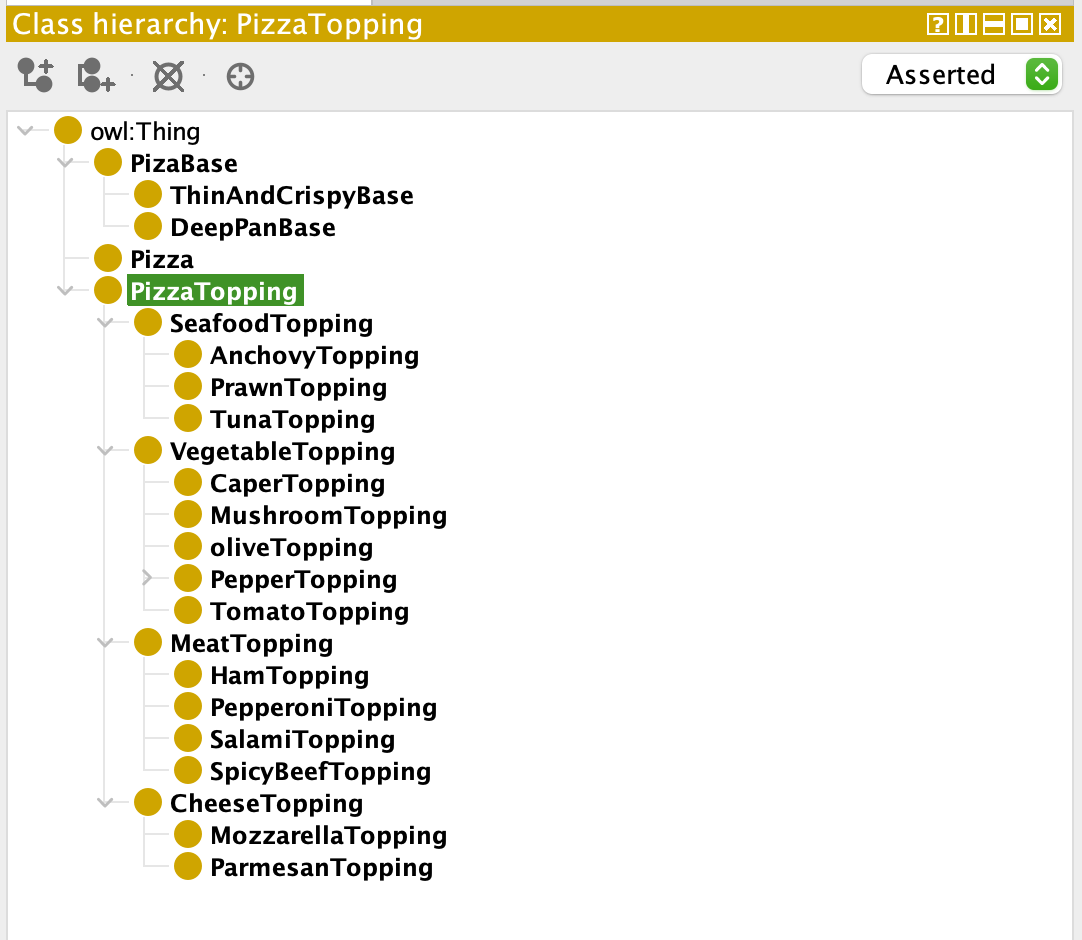 Class hierarchy: PizzaTopping
Asserted
owl:Thing
PizaBase
ThinAndCrispyBase
DeepPanBase
Pizza
PizzaTopping
SeafoodTopping
AnchovyTopping
PrawnTopping
TunaTopping
VegetableTopping
CaperTopping
MushroomTopping
oliveTopping
PepperTopping
TomatoTopping
MeatTopping
HamTopping
PepperoniTopping
SalamiTopping
SpicyBeefTopping
CheeseTopping
MozzarellaTopping
ParmesanTopping